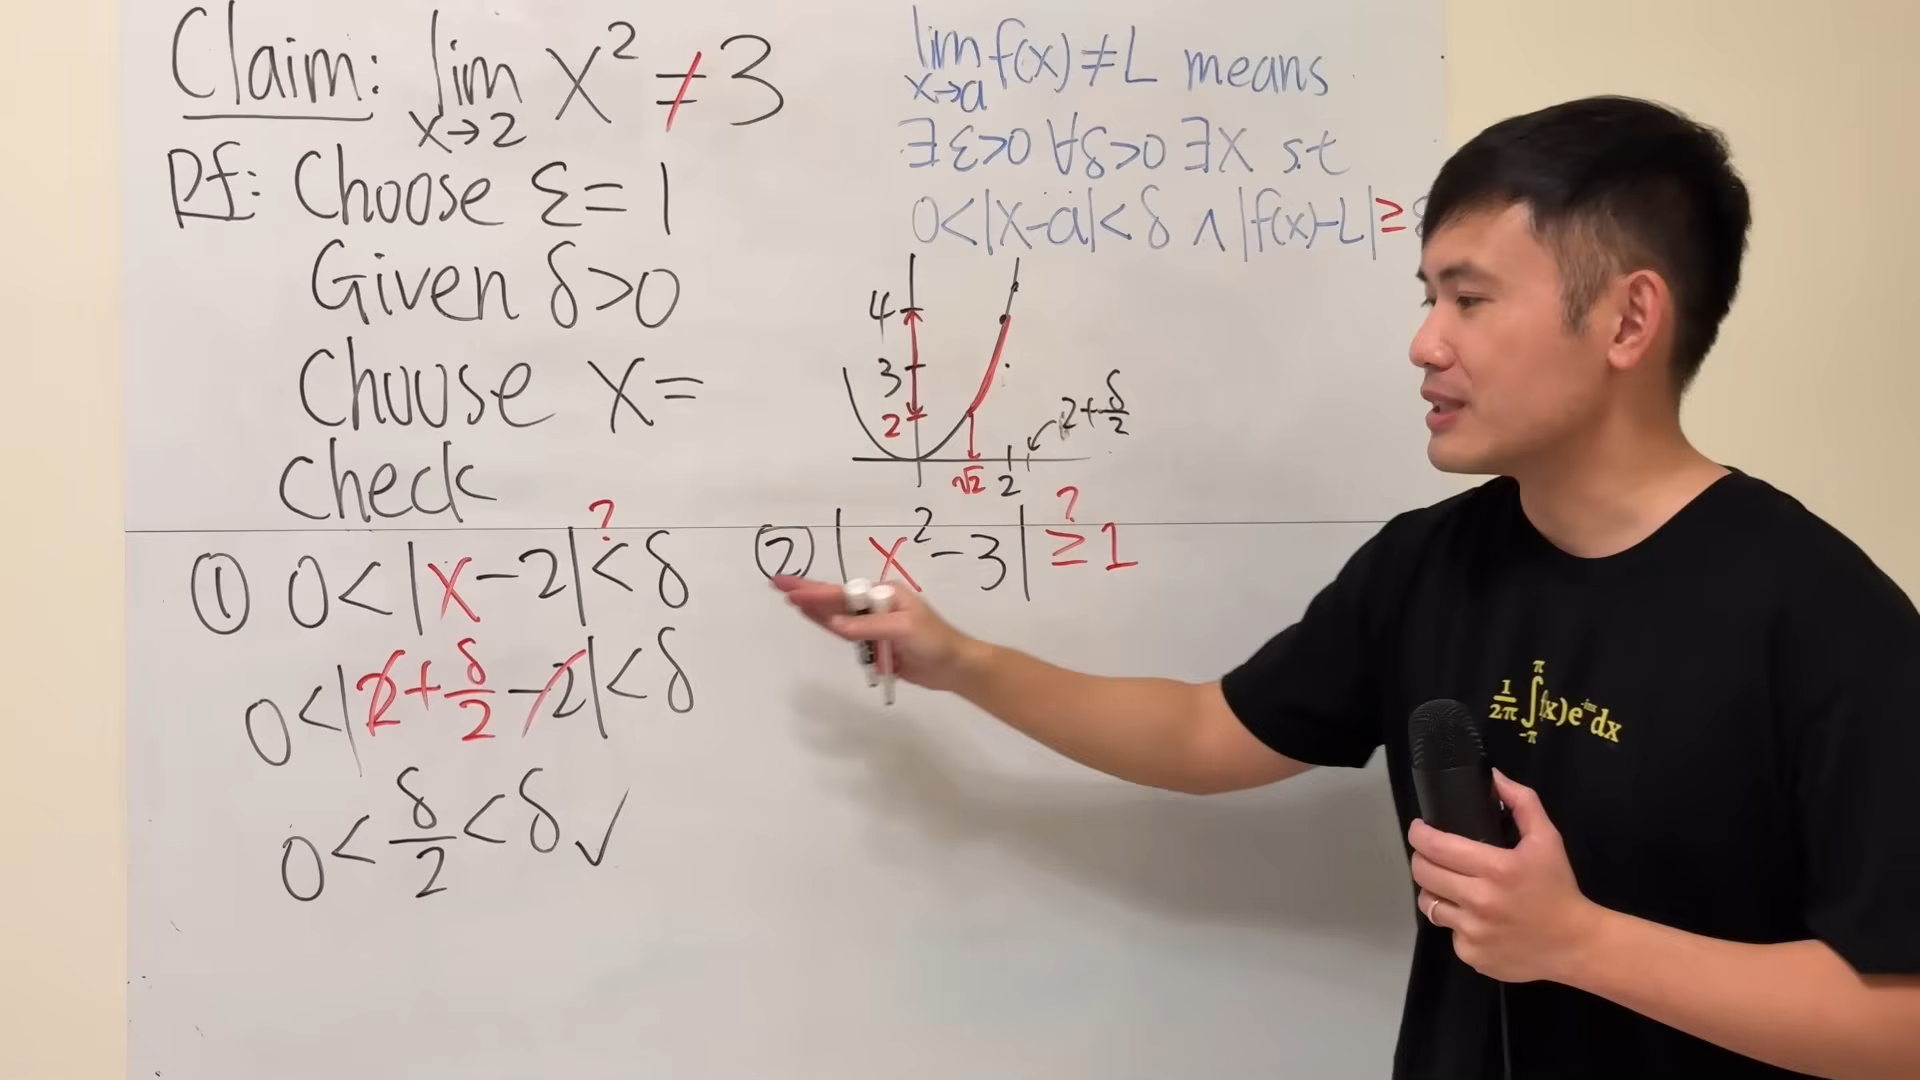 Claim: lim x→2 x² ≠ 3
Pf: Choose ε = 1
Given δ>0
Choose x =
Check
① 0 < |x - 2| <? δ
0 < |2 + δ/2 - 2| < δ
0 < δ/2 < δ ✓
lim x→a f(x) ≠ L means
∃ ε>0 ∀δ>0 ∃x s.t
0<|x-a|<δ ∧ |f(x)-L| ≥
4
3
2
√2 2
2+δ/2
② |x² - 3| ≥? 1
1/2π ∫ -π π f(x)e^-inx dx